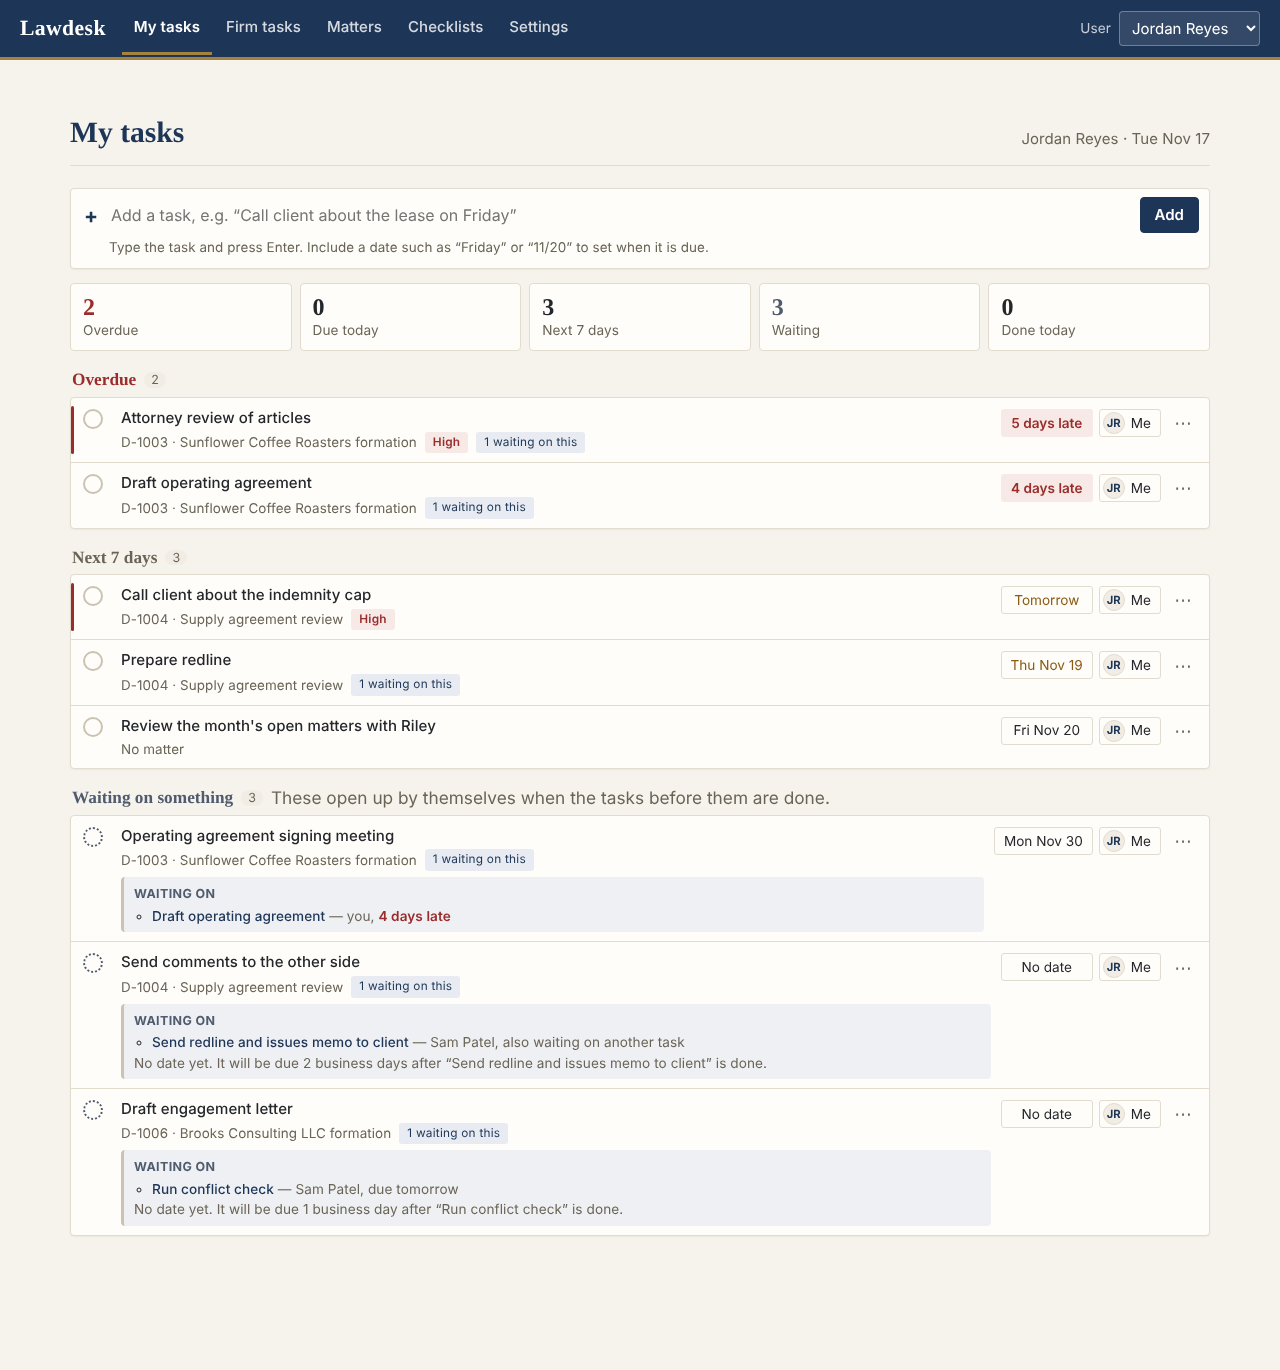 Lawdesk My tasks Firm tasks Matters Checklists Settings User Jordan Reyes
My tasks Jordan Reyes · Tue Nov 17
+ Add a task, e.g. “Call client about the lease on Friday” Add
Type the task and press Enter. Include a date such as “Friday” or “11/20” to set when it is due.
2 0 3 3 0
Overdue Due today Next 7 days Waiting Done today
Overdue 2
Attorney review of articles 5 days late JR Me ⋯
D-1003 · Sunflower Coffee Roasters formation High 1 waiting on this
Draft operating agreement 4 days late JR Me ⋯
D-1003 · Sunflower Coffee Roasters formation 1 waiting on this
Next 7 days 3
Call client about the indemnity cap Tomorrow JR Me ⋯
D-1004 · Supply agreement review High
Prepare redline Thu Nov 19 JR Me ⋯
D-1004 · Supply agreement review 1 waiting on this
Review the month's open matters with Riley Fri Nov 20 JR Me ⋯
No matter
Waiting on something 3 These open up by themselves when the tasks before them are done.
Operating agreement signing meeting Mon Nov 30 JR Me ⋯
D-1003 · Sunflower Coffee Roasters formation 1 waiting on this
WAITING ON
Draft operating agreement — you, 4 days late
Send comments to the other side No date JR Me ⋯
D-1004 · Supply agreement review 1 waiting on this
WAITING ON
Send redline and issues memo to client — Sam Patel, also waiting on another task
No date yet. It will be due 2 business days after “Send redline and issues memo to client” is done.
Draft engagement letter No date JR Me ⋯
D-1006 · Brooks Consulting LLC formation 1 waiting on this
WAITING ON
Run conflict check — Sam Patel, due tomorrow
No date yet. It will be due 1 business day after “Run conflict check” is done.